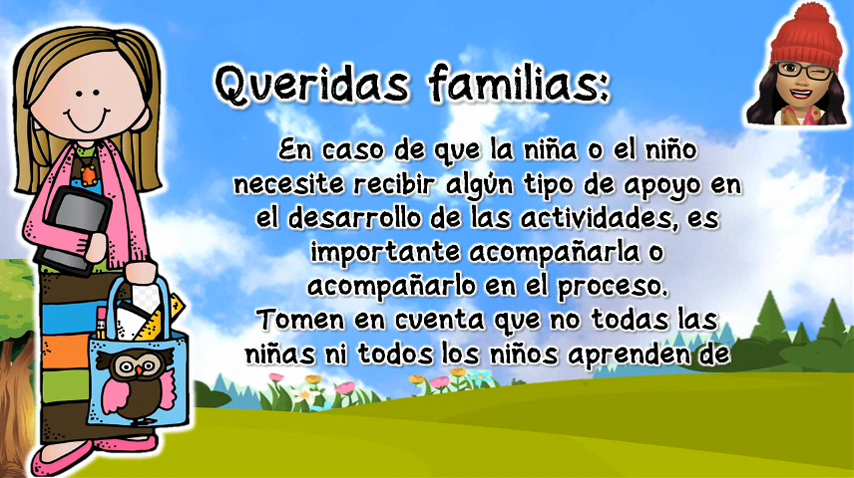 Queridas familias:
En caso de que la niña o el niño
necesite recibir algún tipo de apoyo en
el desarrollo de las actividades, es
importante acompañarla o
acompañarlo en el proceso.
Tomen en cuenta que no todas las
niñas ni todos los niños aprenden de